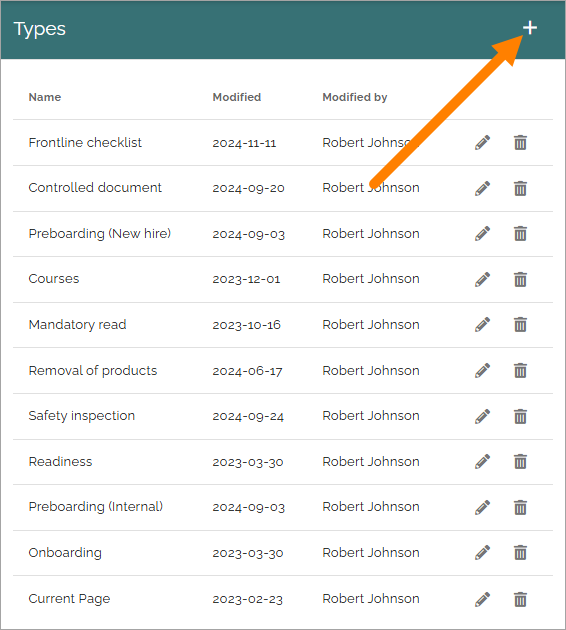 Types
Name Modified Modified by
Frontline checklist 2024-11-11 Robert Johnson
Controlled document 2024-09-20 Robert Johnson
Preboarding (New hire) 2024-09-03 Robert Johnson
Courses 2023-12-01 Robert Johnson
Mandatory read 2023-10-16 Robert Johnson
Removal of products 2024-06-17 Robert Johnson
Safety inspection 2024-09-24 Robert Johnson
Readiness 2023-03-30 Robert Johnson
Preboarding (Internal) 2024-09-03 Robert Johnson
Onboarding 2023-03-30 Robert Johnson
Current Page 2023-02-23 Robert Johnson